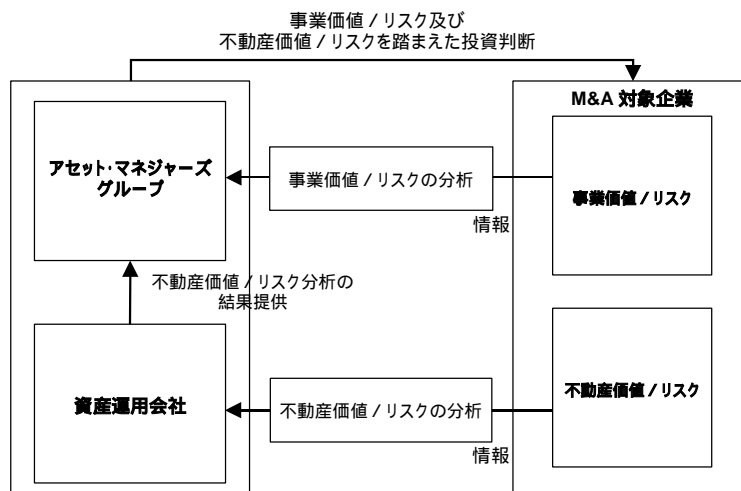 事業価値/リスク及び
不動産価値/リスクを踏まえた投資判断
M&A 対象企業
アセット・マネジャーズ
グループ
事業価値/リスクの分析
事業価値/リスク
情報
不動産価値/リスク分析の
結果提供
資産運用会社
不動産価値/リスクの分析
不動産価値/リスク
情報